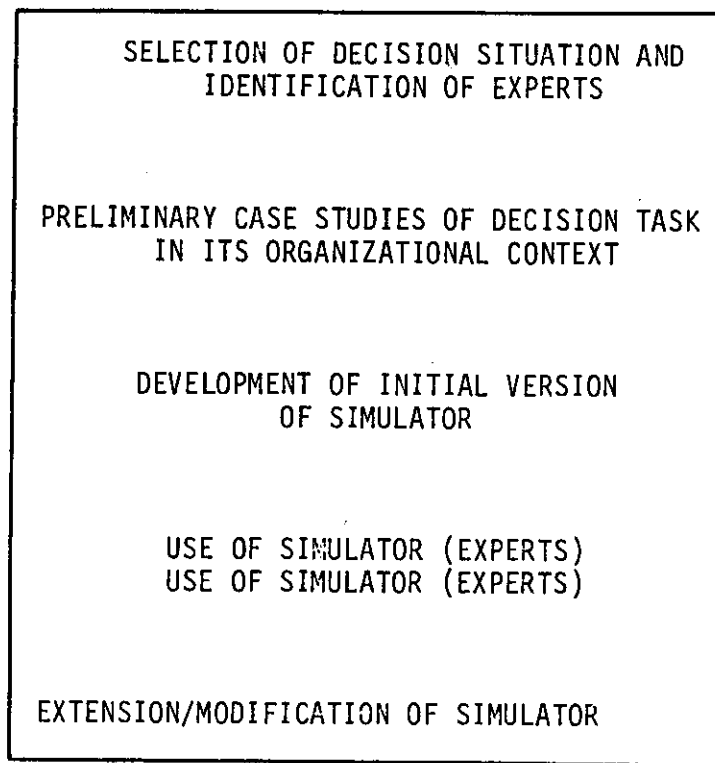 SELECTION OF DECISION SITUATION AND
IDENTIFICATION OF EXPERTS
PRELIMINARY CASE STUDIES OF DECISION TASK
IN ITS ORGANIZATIONAL CONTEXT
DEVELOPMENT OF INITIAL VERSION
OF SIMULATOR
USE OF SIMULATOR (EXPERTS)
USE OF SIMULATOR (EXPERTS)
EXTENSION/MODIFICATION OF SIMULATOR